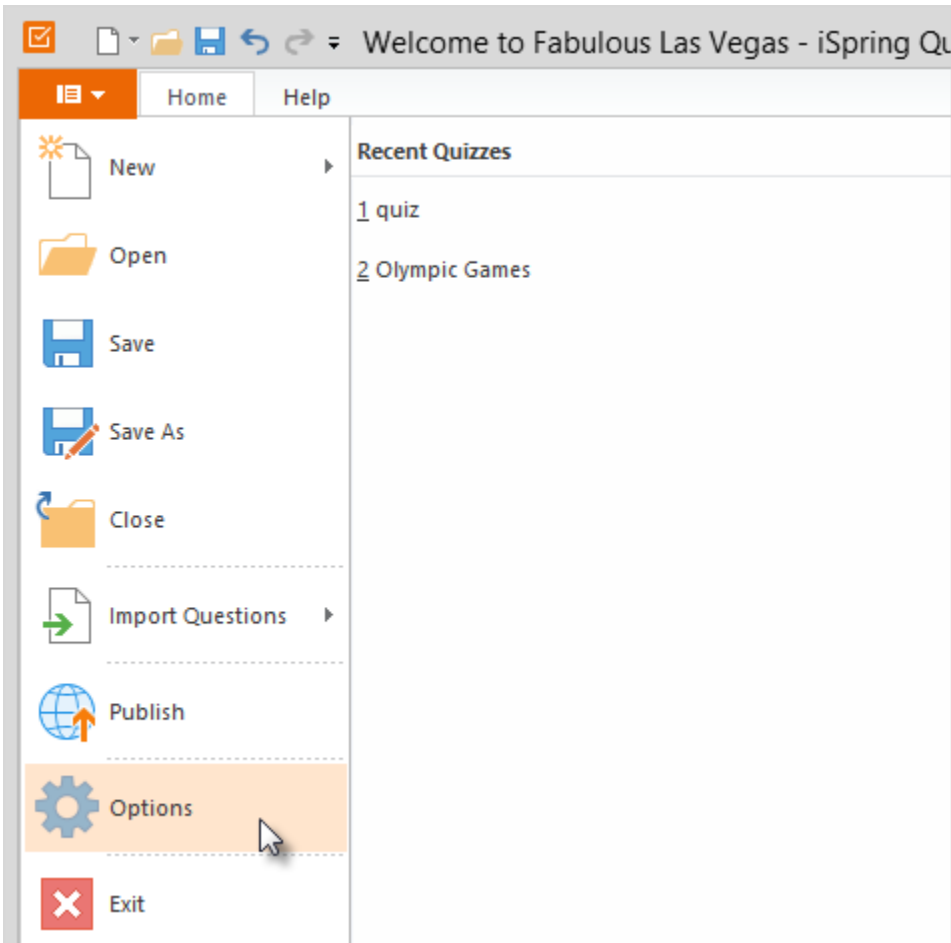 Welcome to Fabulous Las Vegas - iSpring
Home Help
Recent Quizzes
1 quiz
2 Olympic Games
New
Open
Save
Save As
Close
Import Questions
Publish
Options
Exit